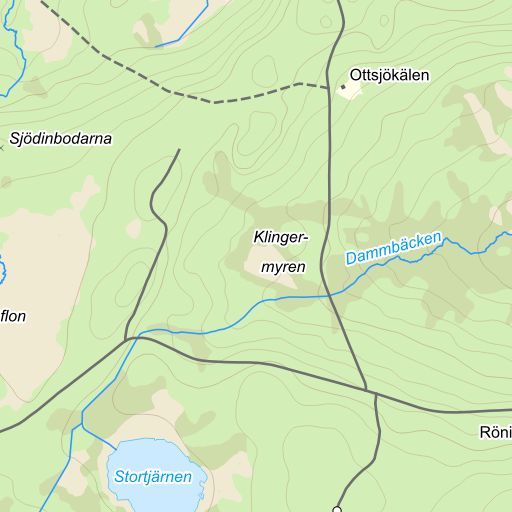 Ottsjökälen
Sjödinbodarna
Klinger-
myren
Dammbäcken
flon
Röni
Stortjärnen